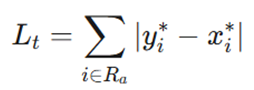 $L_t = \sum_{i \in R_a} |y_i^* - x_i^*|$